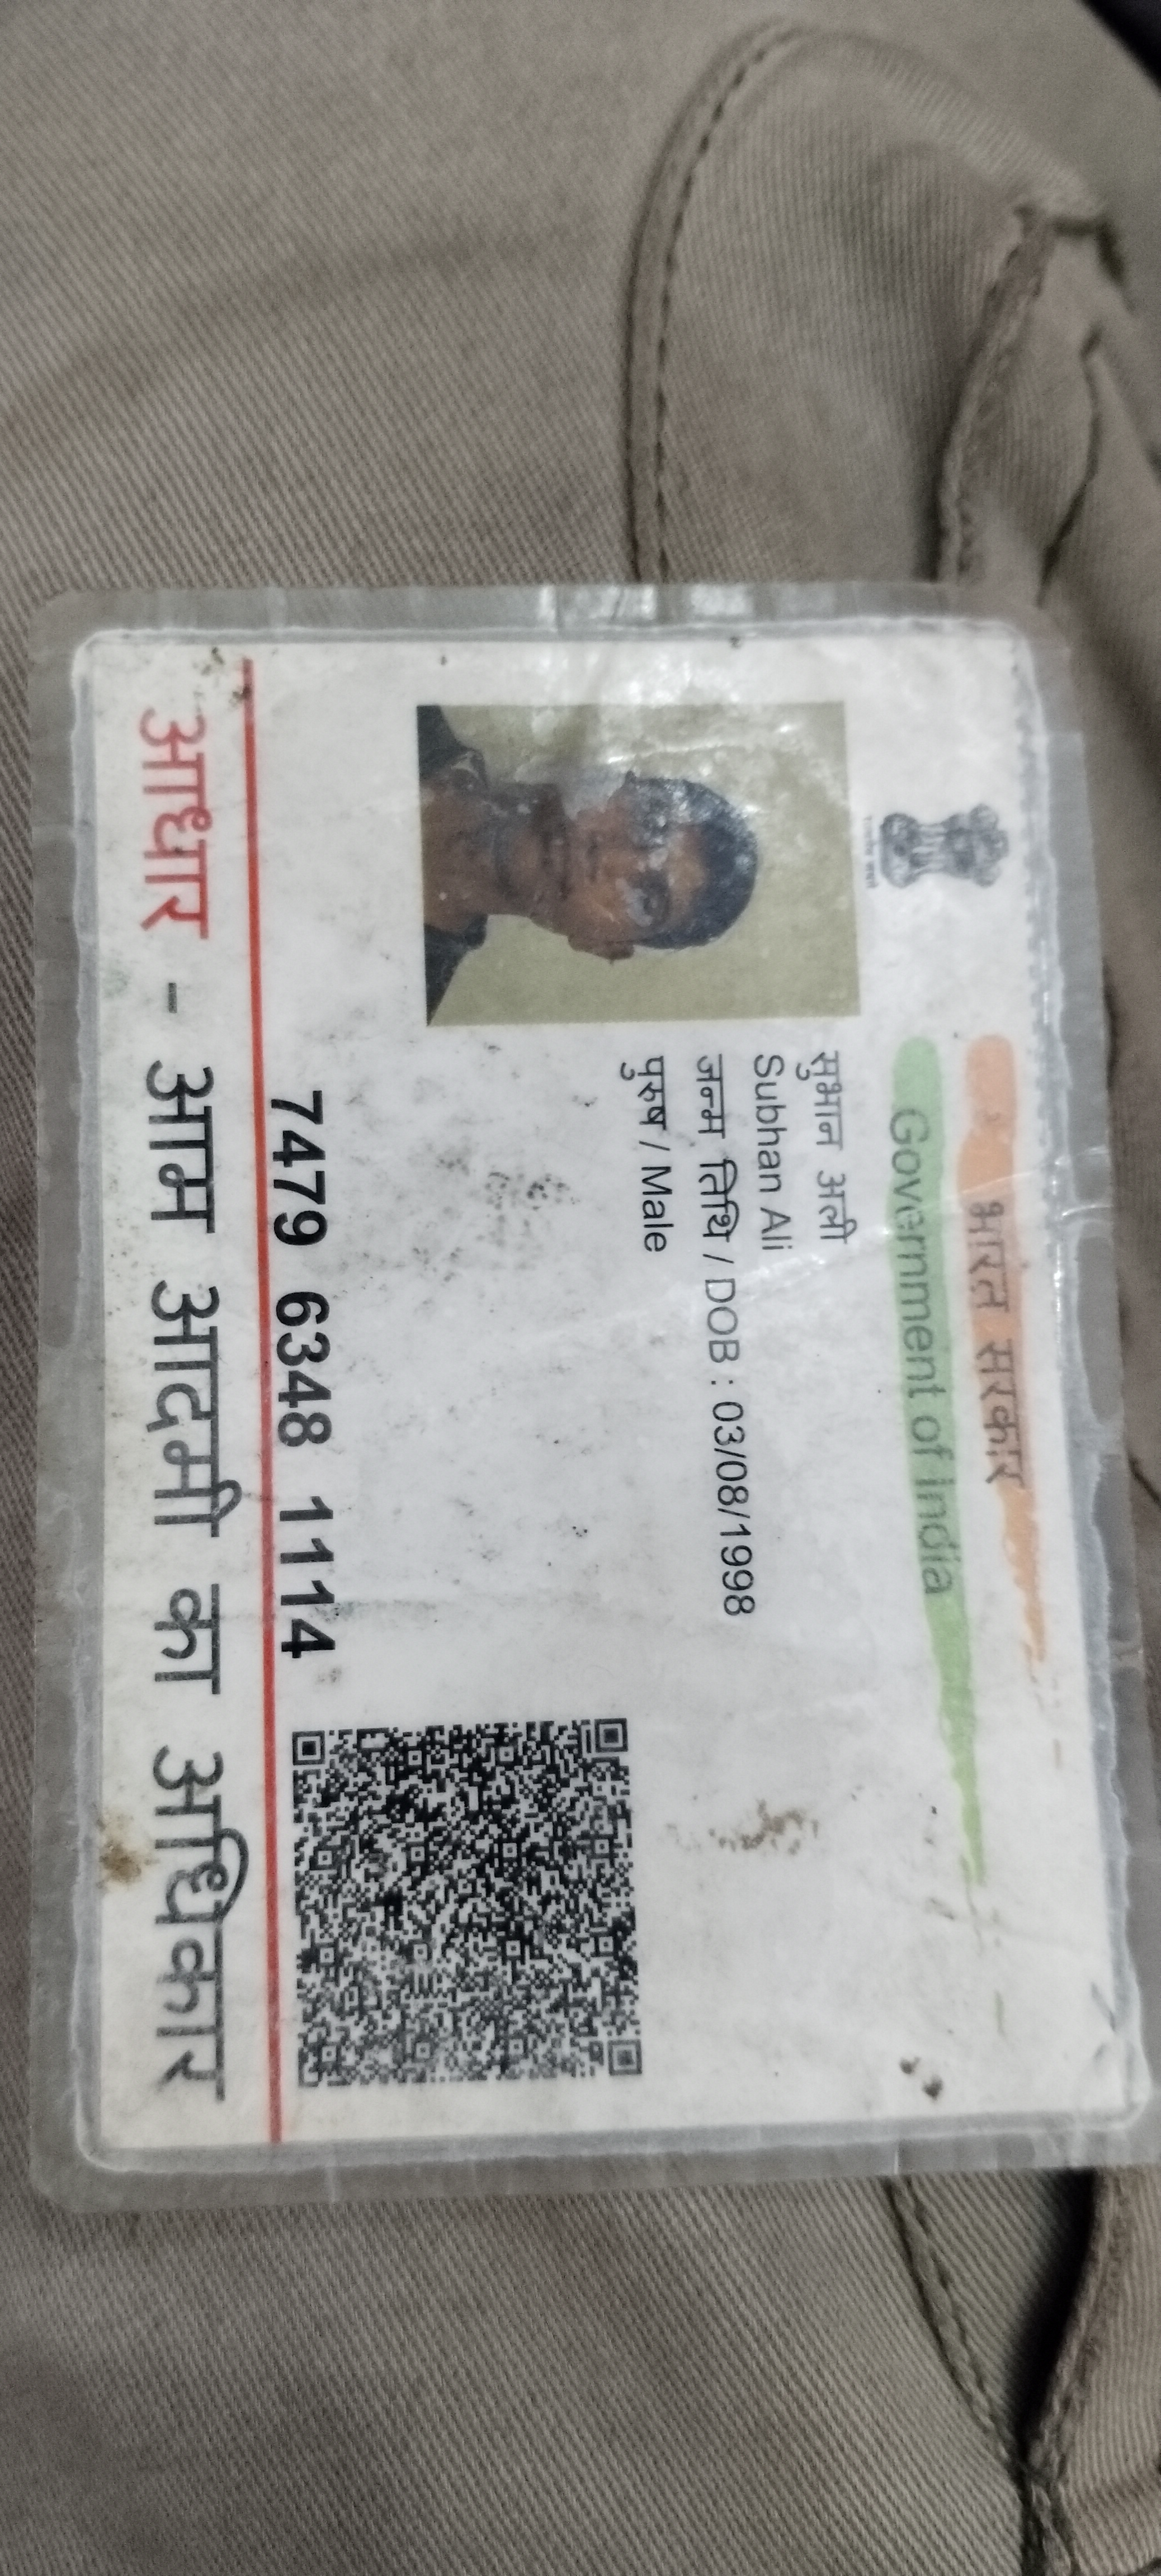 भारत सरकार
Government of India
सुभान अली
Subhan Ali
जन्म तिथि / DOB : 03/08/1998
पुरुष / Male
7479 6348 1114
आधार - आम आदमी का अधिकार